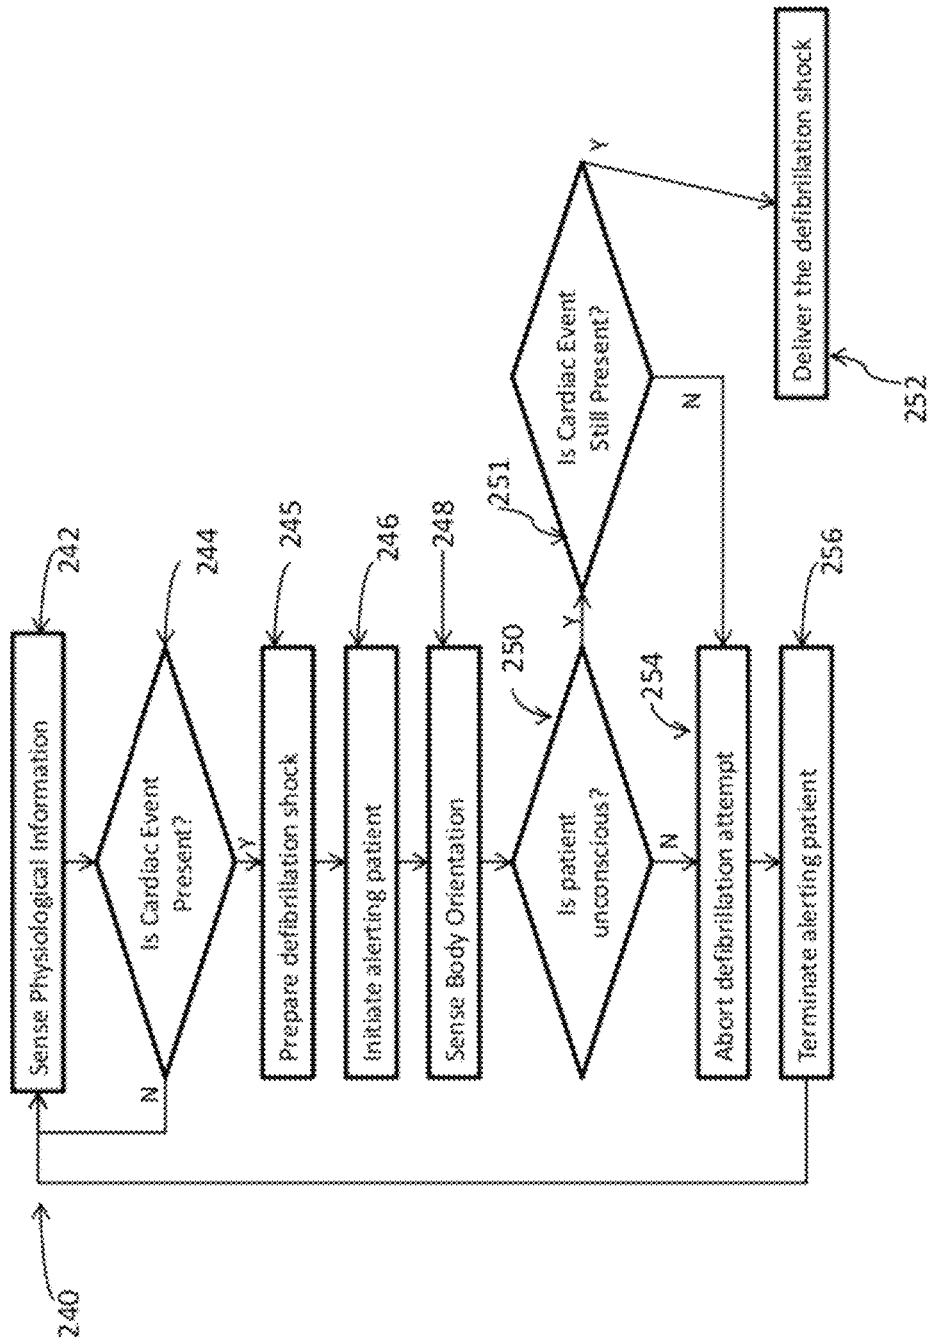 240
Sense Physiological Information
242
Is Cardiac Event
Present?
244
N
Y
Prepare defibrillation shock
245
Initiate alerting patient
246
Sense Body Orientation
248
Is patient
unconscious?
250
Y
N
Is Cardiac Event
Still Present?
251
Y
N
Deliver the defibrillation shock
252
Abort defibrillation attempt
254
Terminate alerting patient
256